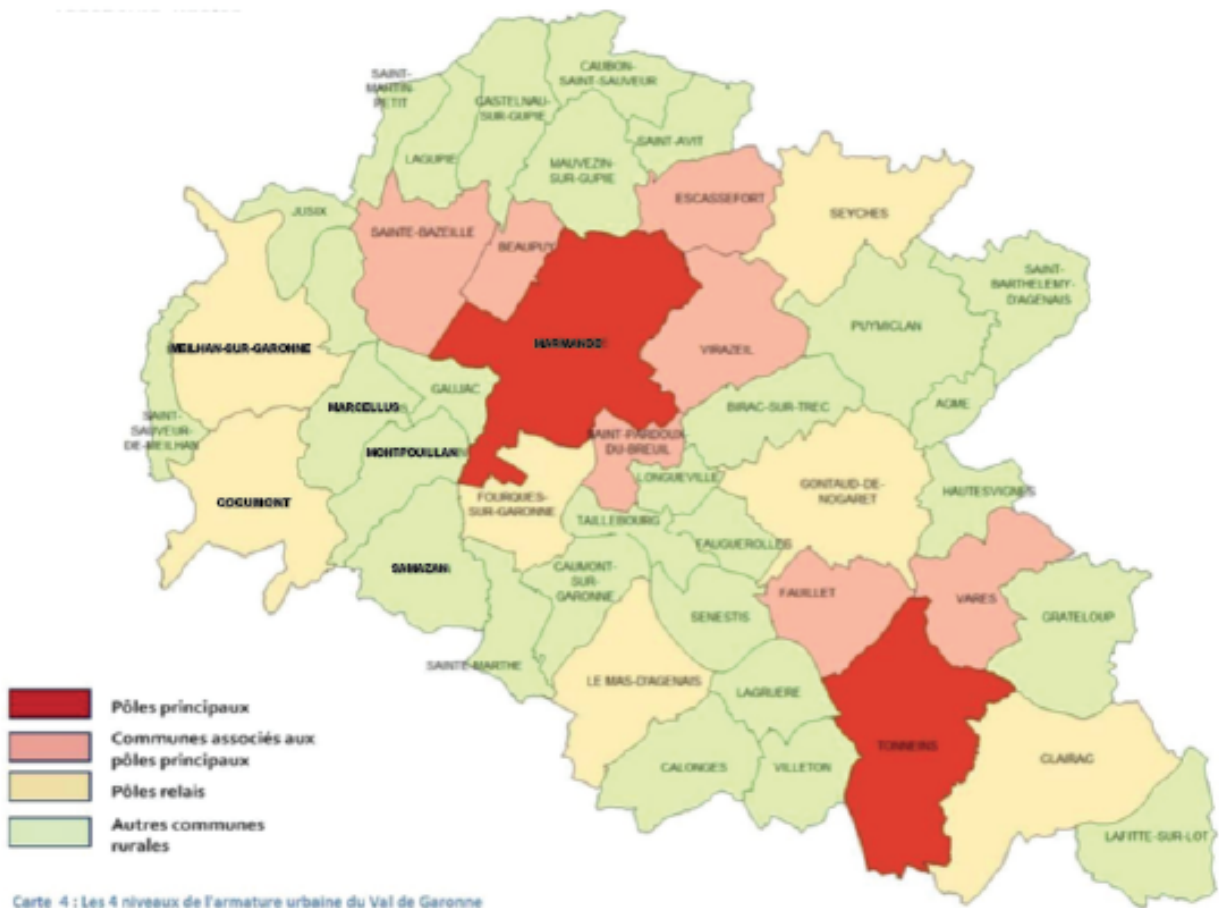 SAINT-
MARTIN-
PETIT
CAUBON-
SAINT-SAUVEUR
CASTELNAU-
SUR-GUPIE
SAINT-AVIT
LAGUPIE
MAUVEZIN-
SUR-GUPIE
ESCASSEFORT
SEYCHES
JUSIX
SAINTE-BAZEILLE
BEAUPUY
SAINT-
BARTHELEMY-
D'AGENAIS
PUYMICLAN
MEILHAN-SUR-GARONNE
MARMANDE
VIRAZEIL
GAUJAC
MARCELLUS
BIRAC-SUR-TREC
AGME
SAINT-
SAUVEUR-
DE-MEILHAN
MONTPOUILLAN
SAINT-PARDOUX-
DU-BREUIL
LONGUEVILLE
GONTAUD-DE-
NOGARET
HAUTESVIGNES
COCUMONT
FOURQUES-
SUR-GARONNE
TAILLEBOURG
FAUGUEROLLES
SAMAZAN
CAUMONT-
SUR-
GARONNE
FAUILLET
VARES
SENESTIS
GRATELOUP
SAINTE-MARTHE
LE MAS-D'AGENAIS
LAGRUERE
TONNEINS
CALONGES
VILLETON
CLAIRAC
LAFITTE-SUR-LOT
Pôles principaux
Communes associés aux
pôles principaux
Pôles relais
Autres communes
rurales
Carte 4 : Les 4 niveaux de l'armature urbaine du Val de Garonne